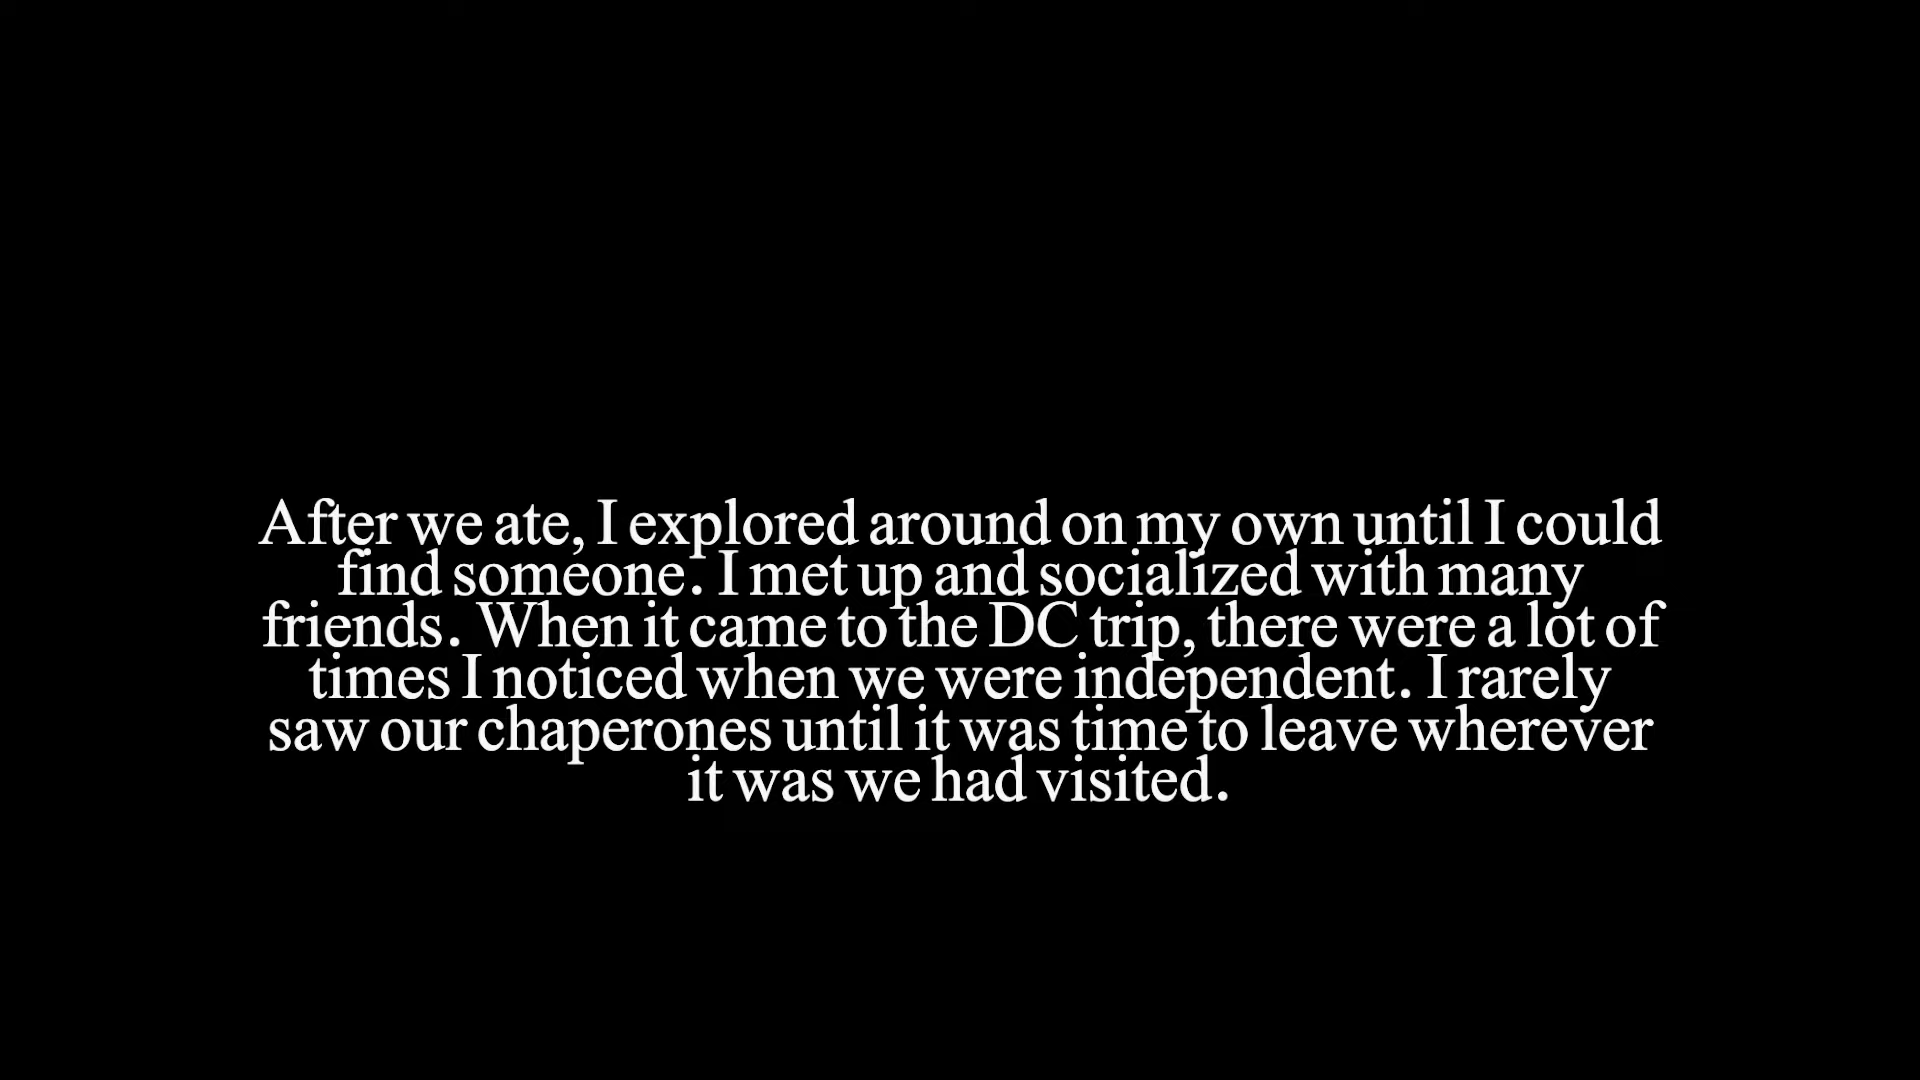 After we ate, I explored around on my own until I could
find someone. I met up and socialized with many
friends. When it came to the DC trip, there were a lot of
times I noticed when we were independent. I rarely
saw our chaperones until it was time to leave wherever
it was we had visited.